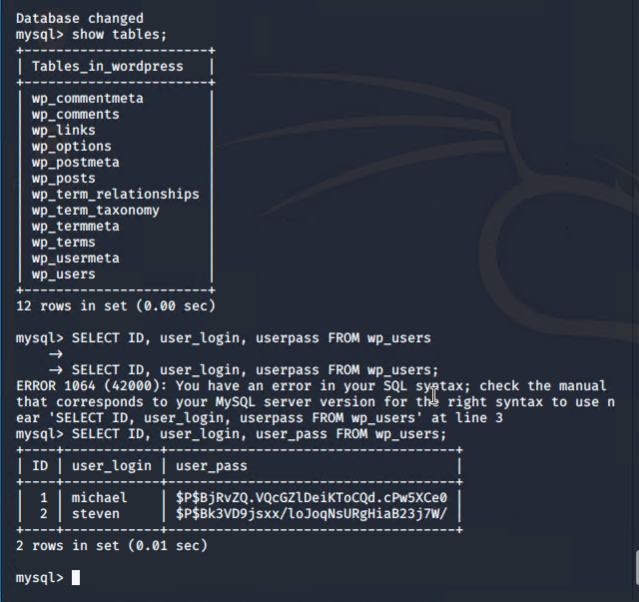 Database changed
mysql> show tables;
+-----------------------+
| Tables_in_wordpress   |
+-----------------------+
| wp_commentmeta        |
| wp_comments           |
| wp_links              |
| wp_options            |
| wp_postmeta           |
| wp_posts              |
| wp_term_relationships |
| wp_term_taxonomy      |
| wp_termmeta           |
| wp_terms              |
| wp_usermeta           |
| wp_users              |
+-----------------------+
12 rows in set (0.00 sec)
mysql> SELECT ID, user_login, userpass FROM wp_users
    →
    → SELECT ID, user_login, userpass FROM wp_users;
ERROR 1064 (42000): You have an error in your SQL syntax; check the manual
that corresponds to your MySQL server version for the right syntax to use n
ear 'SELECT ID, user_login, userpass FROM wp_users' at line 3
mysql> SELECT ID, user_login, user_pass FROM wp_users;
+----+------------+------------------------------------+
| ID | user_login | user_pass                          |
+----+------------+------------------------------------+
|  1 | michael    | $P$BjRvZQ.VQcGZlDeiKToCQd.cPw5XCe0 |
|  2 | steven     | $P$Bk3VD9jsxx/loJoqNsURgHiaB23j7W/ |
+----+------------+------------------------------------+
2 rows in set (0.01 sec)
mysql>